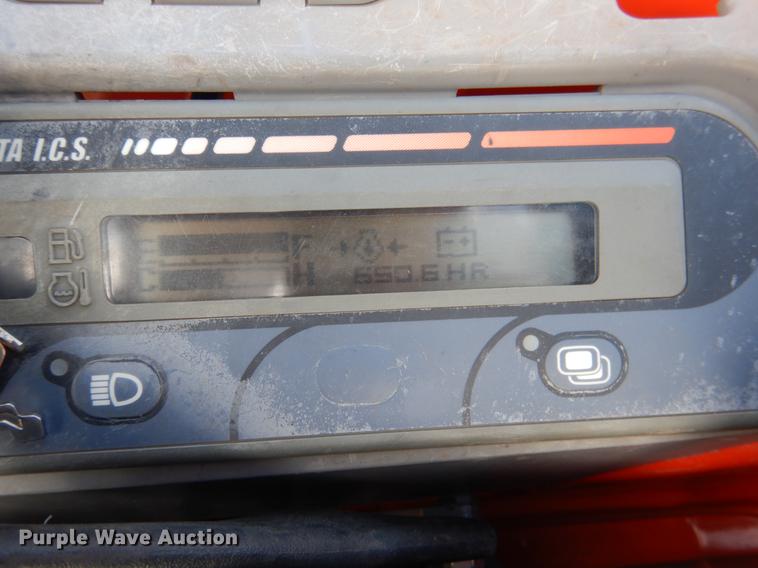 TA I.C.S.
F
H 650.6 HR
Purple Wave Auction